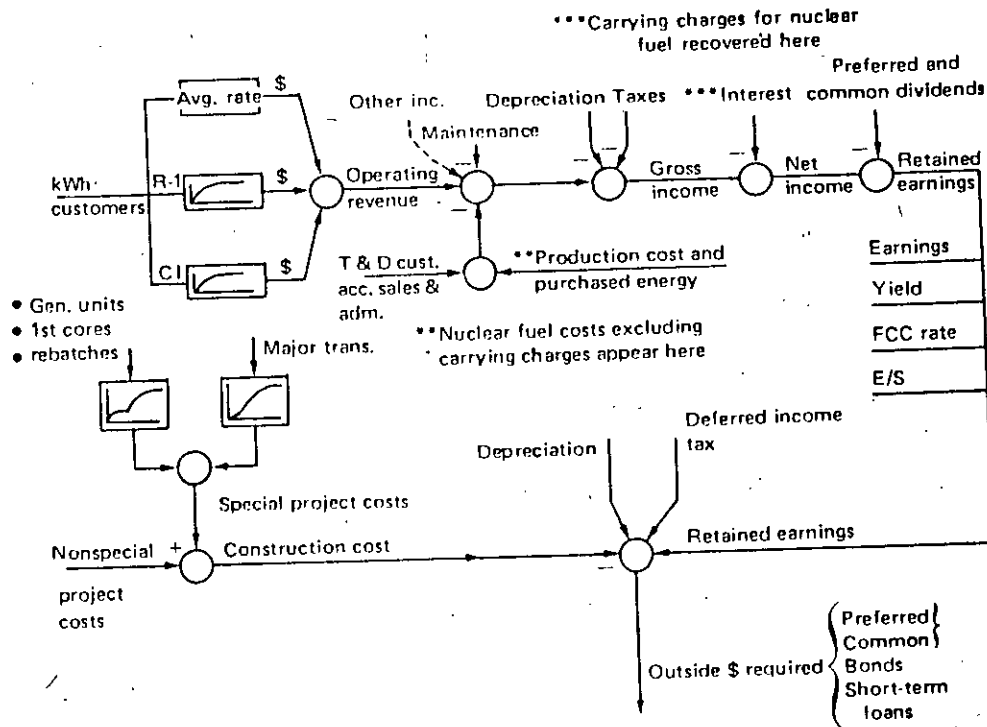 ***Carrying charges for nuclear
fuel recovered here
Preferred and
common dividends
***Interest
Depreciation Taxes
Other inc.
Maintenance
Avg. rate
$
kWh
customers
R-1
$
CI
$
Operating
revenue
Gross
income
Net
income
Retained
earnings
T & D cust.
acc. sales &
adm.
**Production cost and
purchased energy
**Nuclear fuel costs excluding
carrying charges appear here
Earnings
Yield
FCC rate
E/S
• Gen. units
• 1st cores
• rebatches
Major trans.
Special project costs
Nonspecial
project
costs
+
Construction cost
Depreciation
Deferred income
tax
Retained earnings
Outside $ required
Preferred
Common
Bonds
Short-term
loans